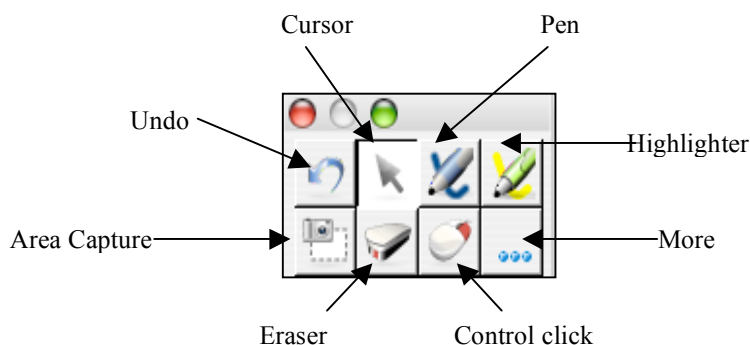 Cursor
Pen
Undo
Highlighter
Area Capture
More
Eraser
Control click